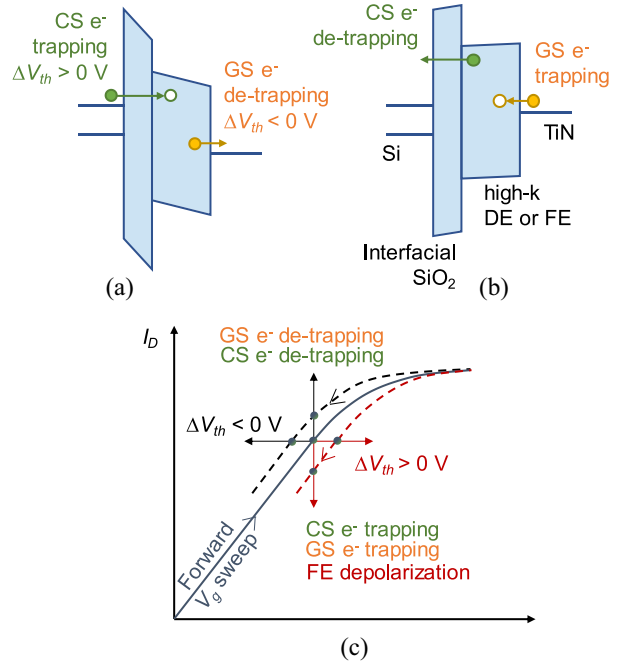 CS e-
trapping
ΔVth > 0 V
GS e-
de-trapping
ΔVth < 0 V
(a)
CS e-
de-trapping
GS e-
trapping
TiN
Si
high-k
DE or FE
Interfacial
SiO2
(b)
ID
GS e- de-trapping
CS e- de-trapping
ΔVth < 0 V
ΔVth > 0 V
CS e- trapping
GS e- trapping
FE depolarization
Forward
Vg sweep
(c)